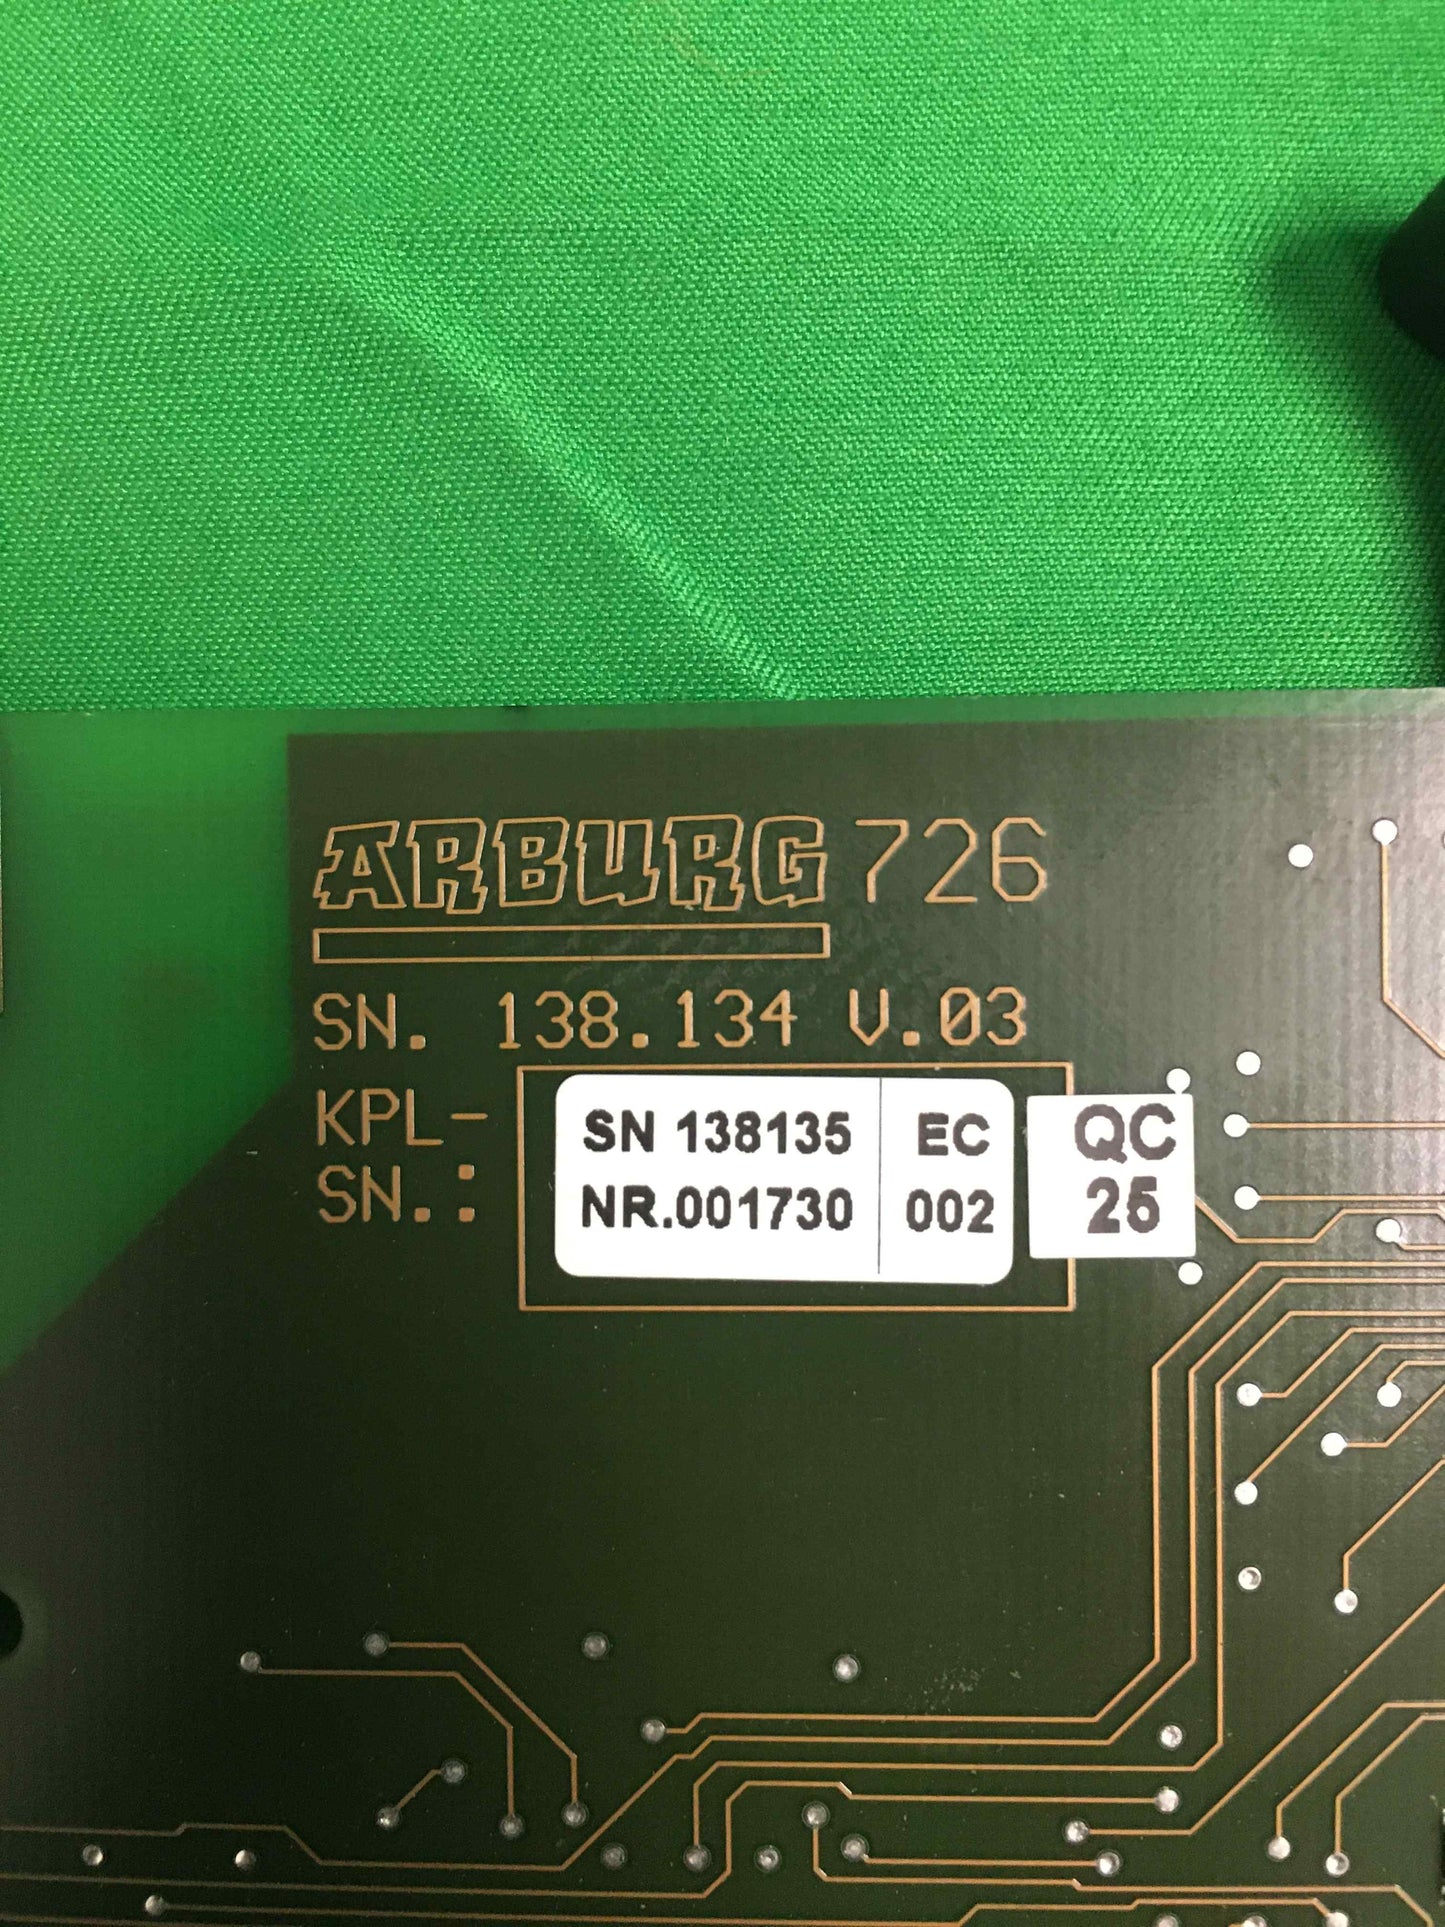 ARBURG 726
SN. 138.134 V.03
KPL-
SN.:
SN 138135 EC
NR.001730 002
QC
25